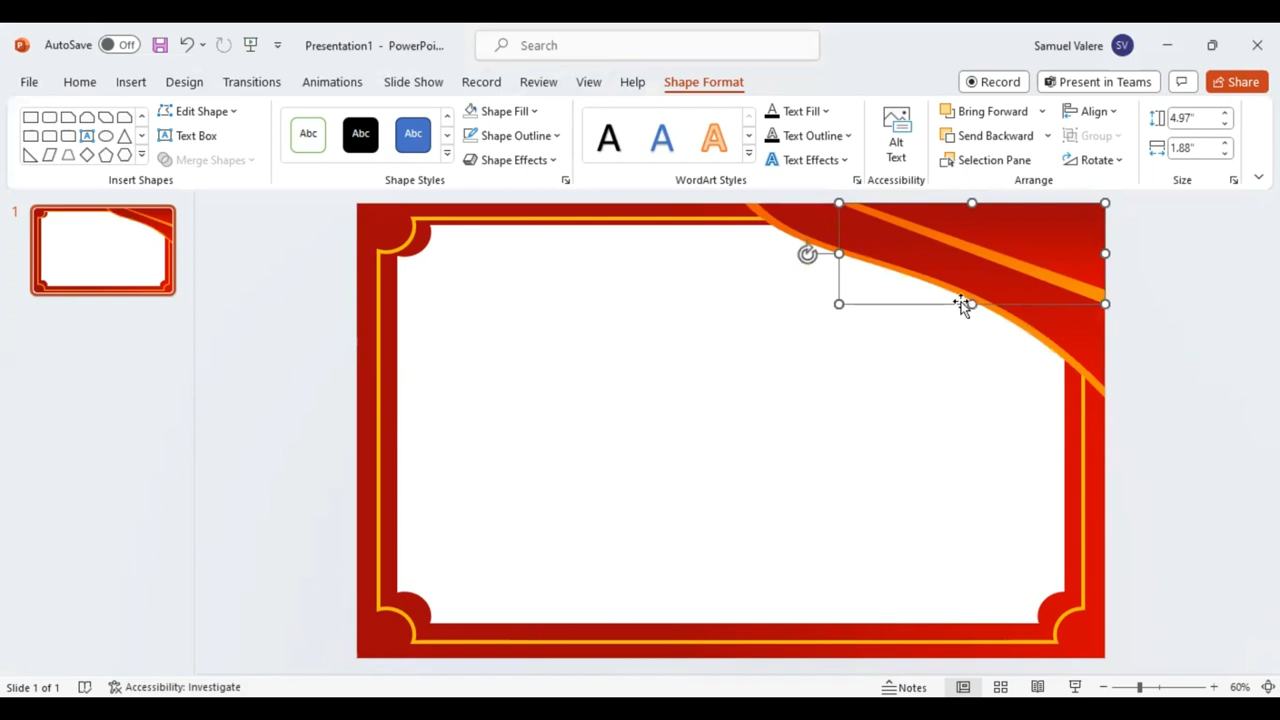 AutoSave Off Presentation1 - PowerPoi... Search Samuel Valere SV
File Home Insert Design Transitions Animations Slide Show Record Review View Help Shape Format Record Present in Teams Share
Edit Shape Text Box Merge Shapes
Insert Shapes
Abc Abc Abc
Shape Fill Shape Outline Shape Effects
Shape Styles
A A A
Text Fill Text Outline Text Effects
WordArt Styles
Alt Text
Accessibility
Bring Forward Send Backward Selection Pane Align Group Rotate
Arrange
4.97"
1.88"
Size
1
Slide 1 of 1 Accessibility: Investigate Notes 60%